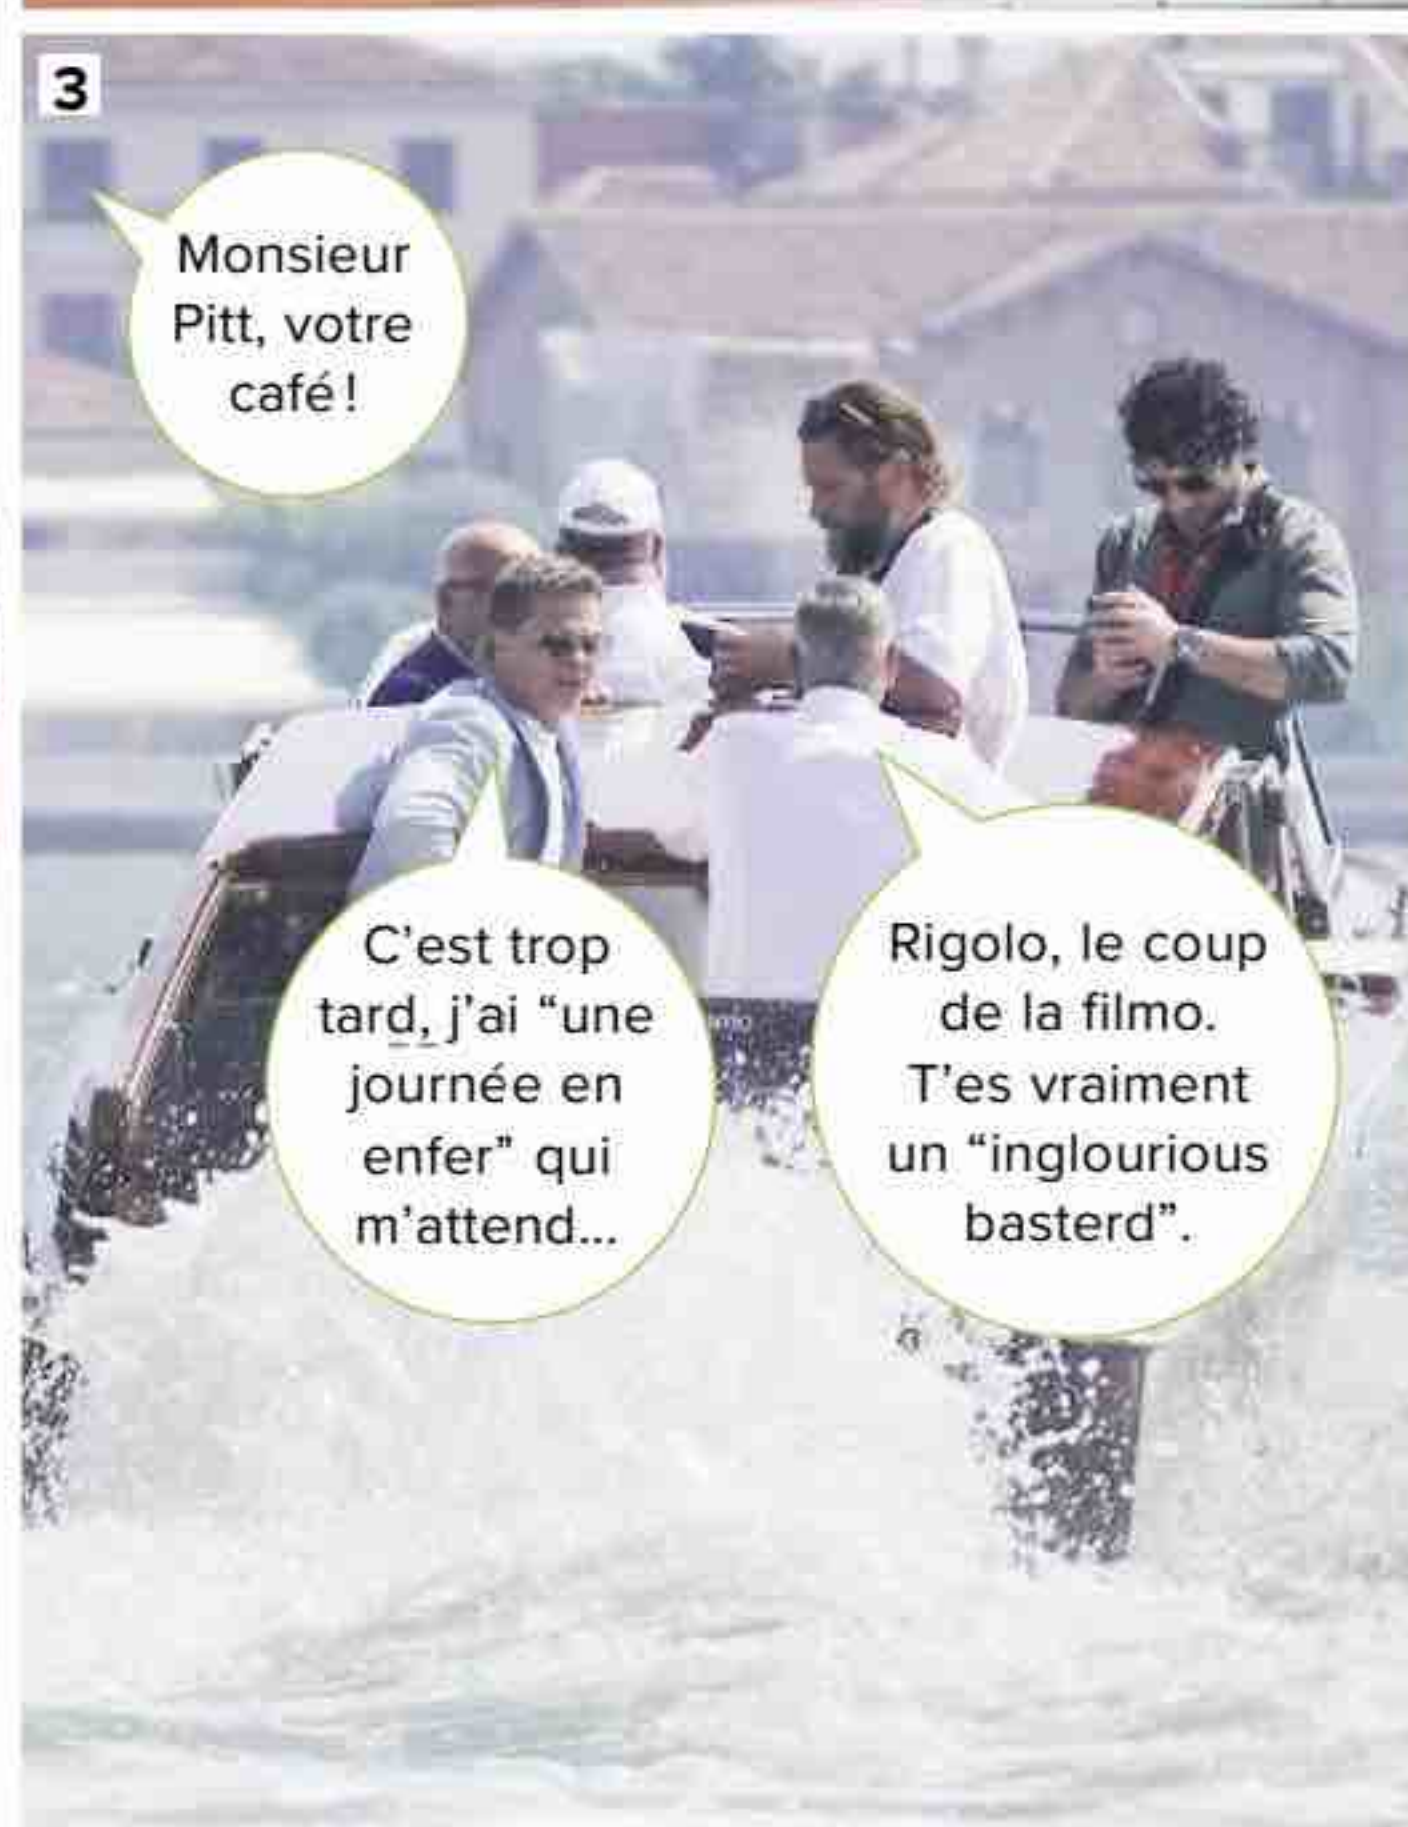 3
Monsieur
Pitt, votre
café !
C'est trop
tard, j'ai “une
journée en
enfer” qui
m'attend...
Rigolo, le coup
de la filmo.
T'es vraiment
un “inglourious
basterd”.